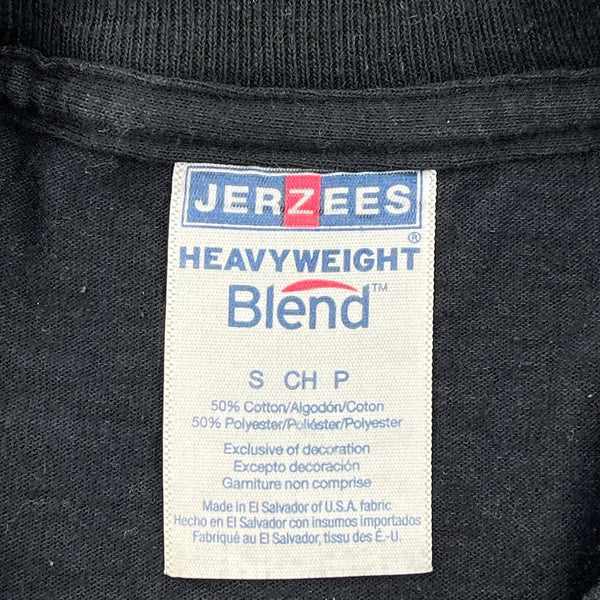 JERZEES
HEAVYWEIGHT®
Blend™
S CH P
50% Cotton/Algodón/Coton
50% Polyester/Poliéster/Polyester
Exclusive of decoration
Excepto decoración
Garniture non comprise
Made in El Salvador of U.S.A. fabric
Hecho en El Salvador con insumos importados
Fabriqué au El Salvador, tissu des É.-U.